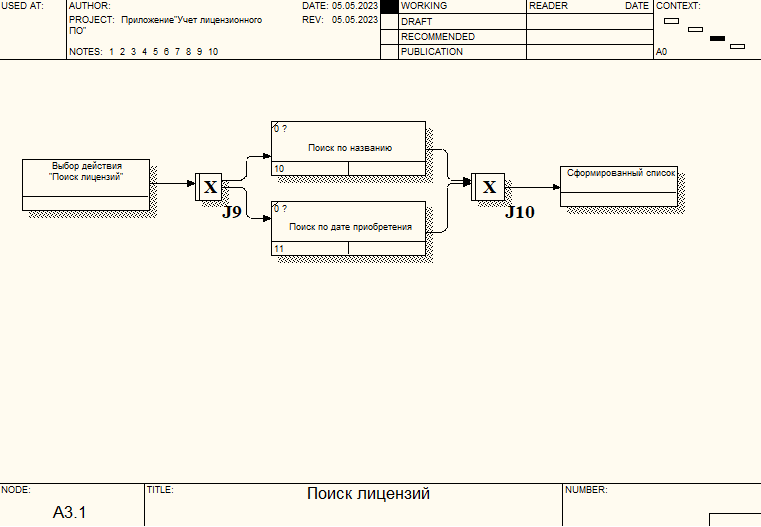 USED AT:
AUTHOR:
DATE: 05.05.2023
WORKING
READER
DATE
CONTEXT:
PROJECT: Приложение"Учет лицензионного
ПО"
REV: 05.05.2023
DRAFT
RECOMMENDED
NOTES: 1 2 3 4 5 6 7 8 9 10
PUBLICATION
A0
Выбор действия
"Поиск лицензий"
X
J9
0 ?
Поиск по названию
10
0 ?
Поиск по дате приобретения
11
X
J10
Сформированный список
NODE:
A3.1
TITLE:
Поиск лицензий
NUMBER: